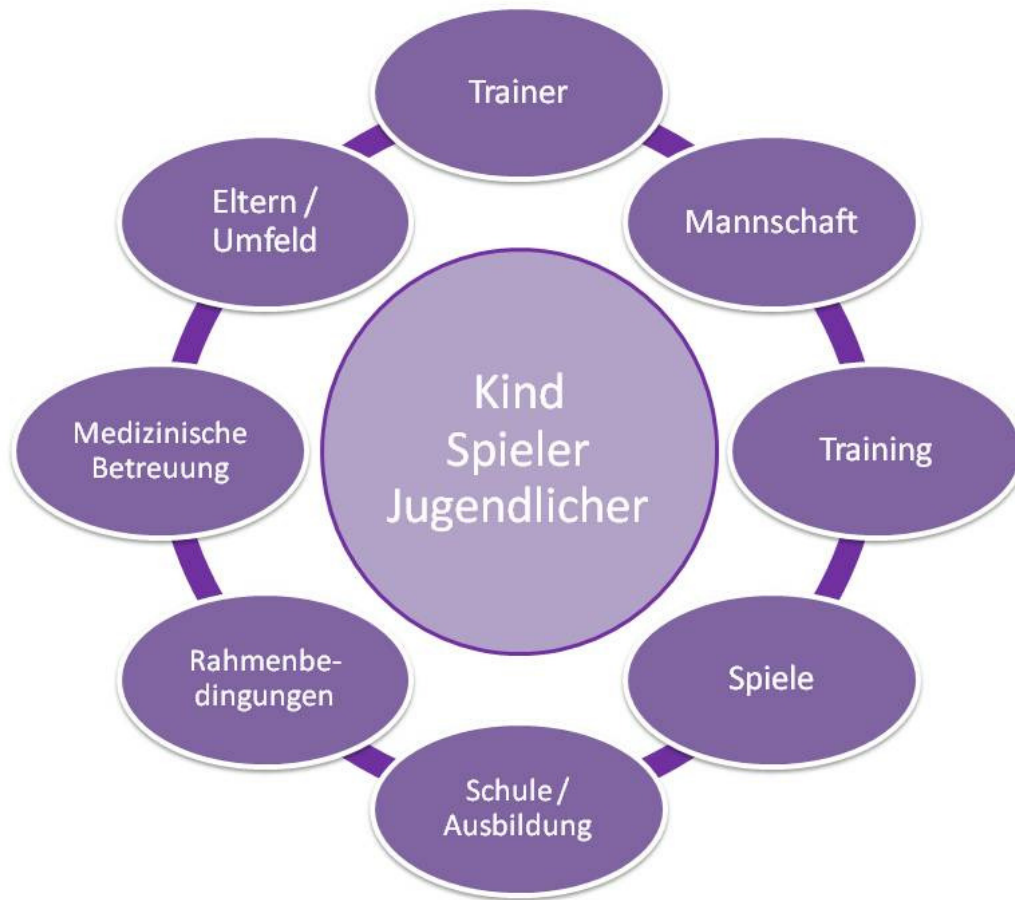 Trainer
Mannschaft
Training
Spiele
Schule /
Ausbildung
Rahmenbe-
dingungen
Medizinische
Betreuung
Eltern /
Umfeld
Kind
Spieler
Jugendlicher